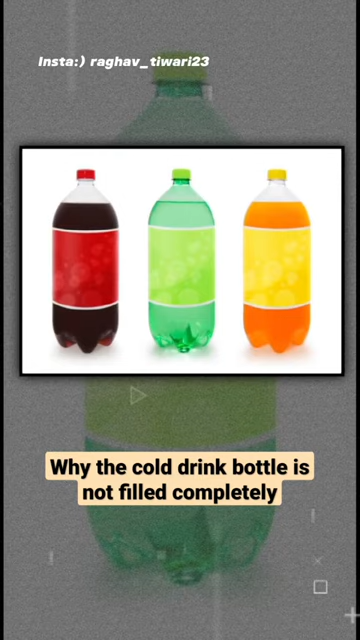 Insta:) raghav_tiwari23
Why the cold drink bottle is
not filled completely